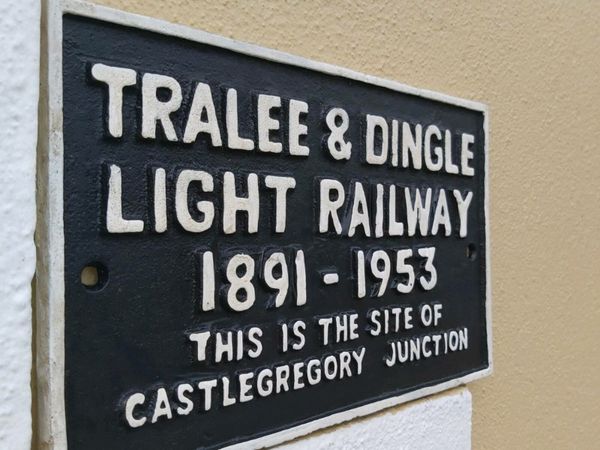 TRALEE & DINGLE
LIGHT RAILWAY
1891 - 1953
THIS IS THE SITE OF
CASTLEGREGORY JUNCTION